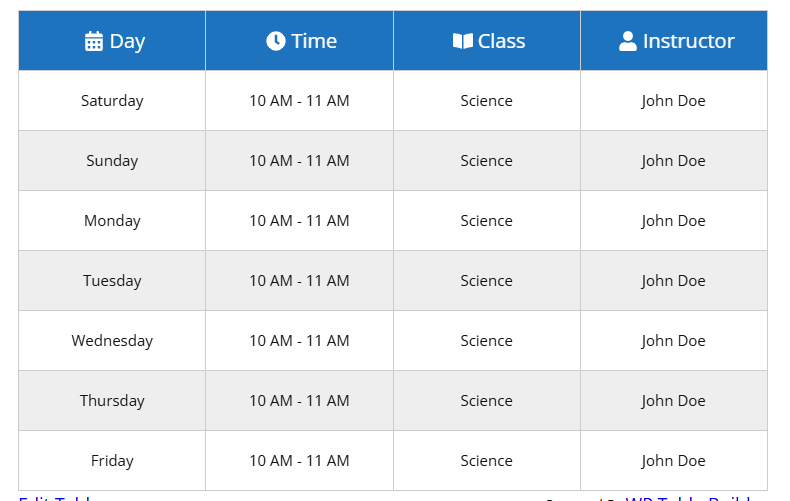 Day Time Class Instructor
Saturday 10 AM - 11 AM Science John Doe
Sunday 10 AM - 11 AM Science John Doe
Monday 10 AM - 11 AM Science John Doe
Tuesday 10 AM - 11 AM Science John Doe
Wednesday 10 AM - 11 AM Science John Doe
Thursday 10 AM - 11 AM Science John Doe
Friday 10 AM - 11 AM Science John Doe